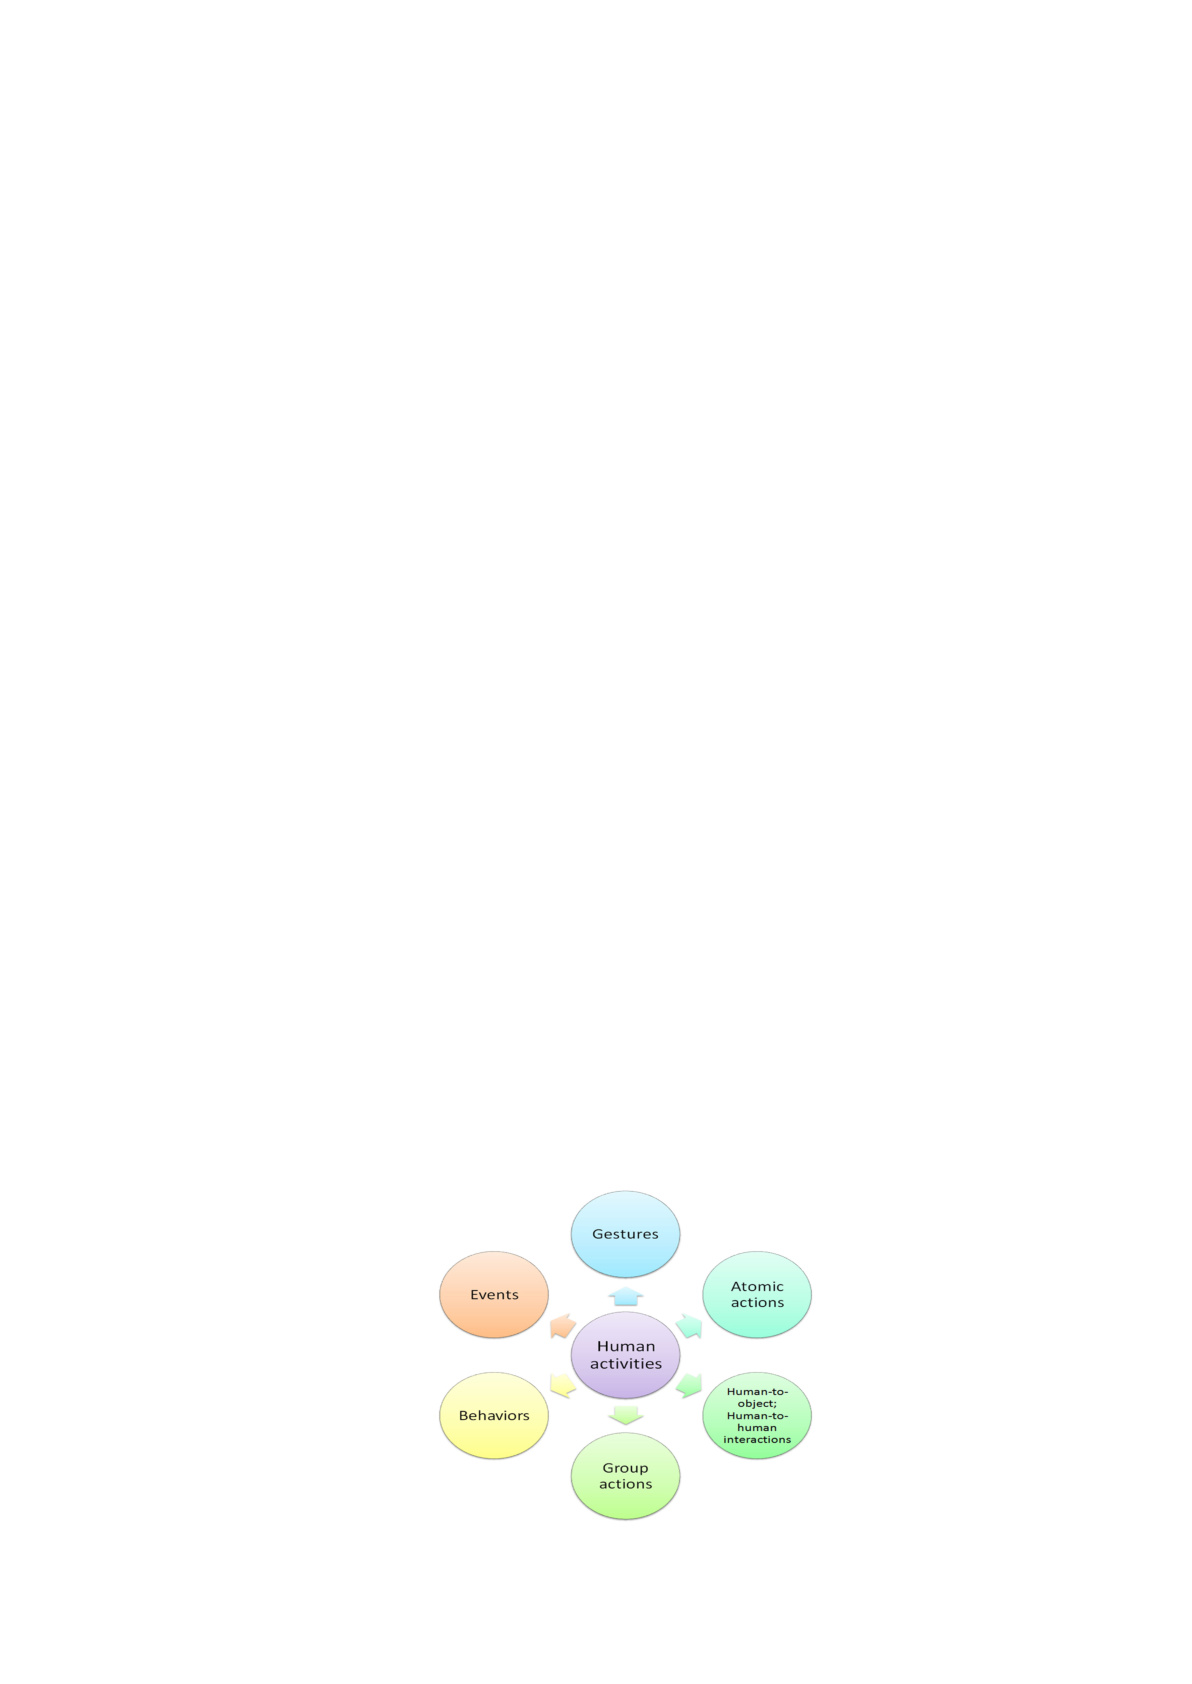 Gestures
Events
Atomic
actions
Human
activities
Behaviors
Human-to-
object;
Human-to-
human
interactions
Group
actions